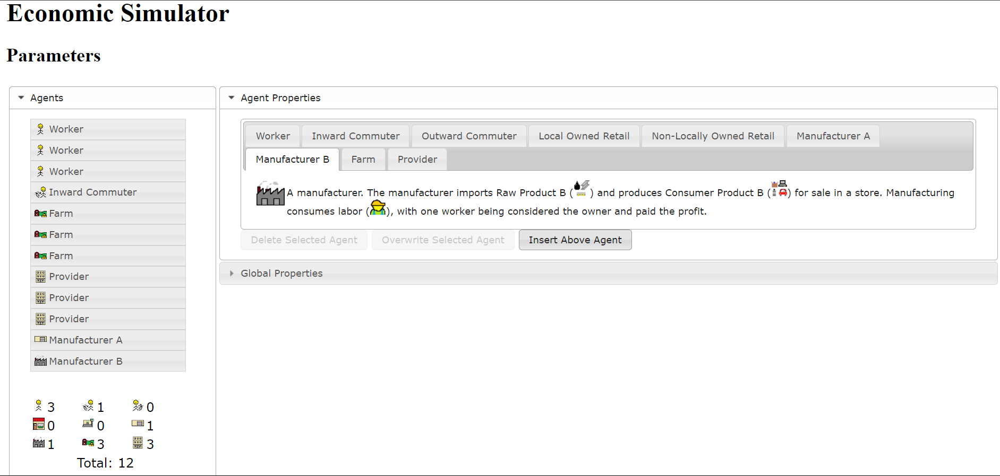 Economic Simulator
Parameters
Agents
Worker
Worker
Worker
Inward Commuter
Farm
Farm
Farm
Provider
Provider
Provider
Manufacturer A
Manufacturer B
3 1 0
0 0 1
1 3 3
Total: 12
Agent Properties
Worker Inward Commuter Outward Commuter Local Owned Retail Non-Locally Owned Retail Manufacturer A
Manufacturer B Farm Provider
A manufacturer. The manufacturer imports Raw Product B ( ) and produces Consumer Product B ( ) for sale in a store. Manufacturing
consumes labor ( ), with one worker being considered the owner and paid the profit.
Delete Selected Agent Overwrite Selected Agent Insert Above Agent
Global Properties